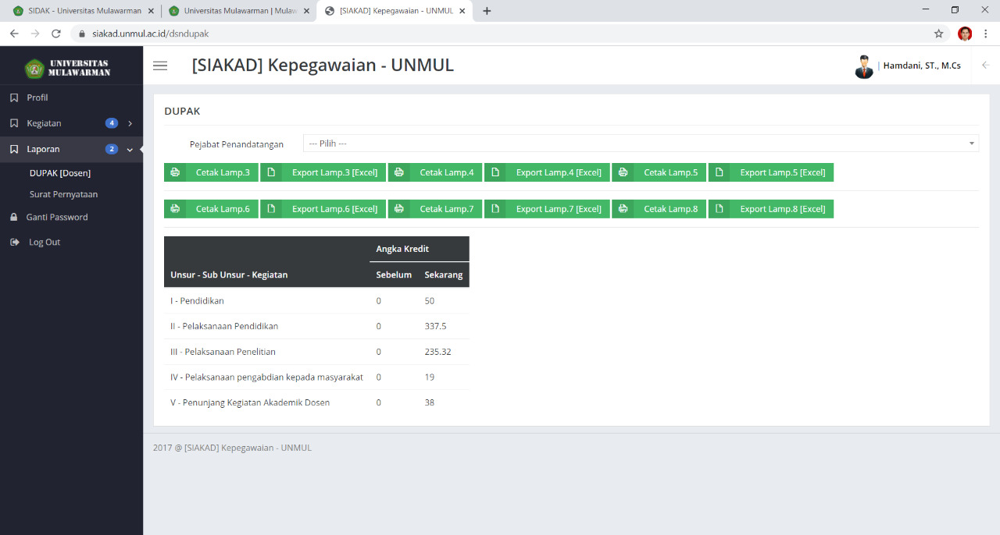 SIDAK - Universitas Mulawarman
Universitas Mulawarman | Mulaw
[SIAKAD] Kepegawaian - UNMUL
siakad.unmul.ac.id/dsndupak
UNIVERSITAS
MULAWARMAN
[SIAKAD] Kepegawaian - UNMUL
| Hamdani, ST., M.Cs
Profil
Kegiatan 4
Laporan 2
DUPAK [Dosen]
Surat Pernyataan
Ganti Password
Log Out
DUPAK
Pejabat Penandatangan --- Pilih ---
Cetak Lamp.3 Export Lamp.3 [Excel] Cetak Lamp.4 Export Lamp.4 [Excel] Cetak Lamp.5 Export Lamp.5 [Excel]
Cetak Lamp.6 Export Lamp.6 [Excel] Cetak Lamp.7 Export Lamp.7 [Excel] Cetak Lamp.8 Export Lamp.8 [Excel]
Angka Kredit
Unsur - Sub Unsur - Kegiatan Sebelum Sekarang
I - Pendidikan 0 50
II - Pelaksanaan Pendidikan 0 337.5
III - Pelaksanaan Penelitian 0 235.32
IV - Pelaksanaan pengabdian kepada masyarakat 0 19
V - Penunjang Kegiatan Akademik Dosen 0 38
2017 @ [SIAKAD] Kepegawaian - UNMUL